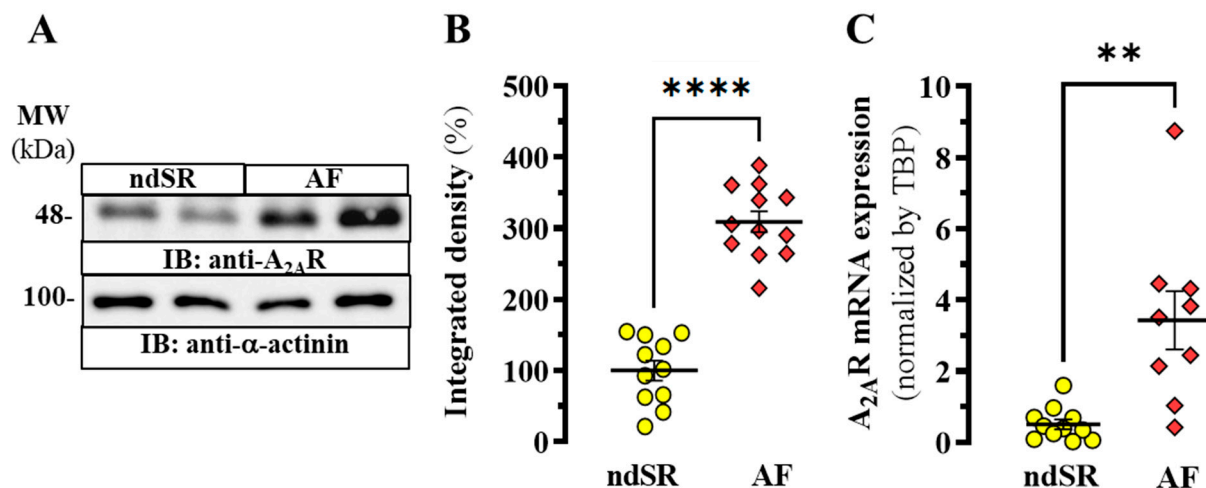 A
MW
(kDa)
ndSR AF
48-
IB: anti-A₂ₐR
100-
IB: anti-α-actinin
B
Integrated density (%)
500
400
300
200
100
0
****
ndSR AF
C
A₂ₐR mRNA expression
(normalized by TBP)
10
8
6
4
2
0
**
ndSR AF